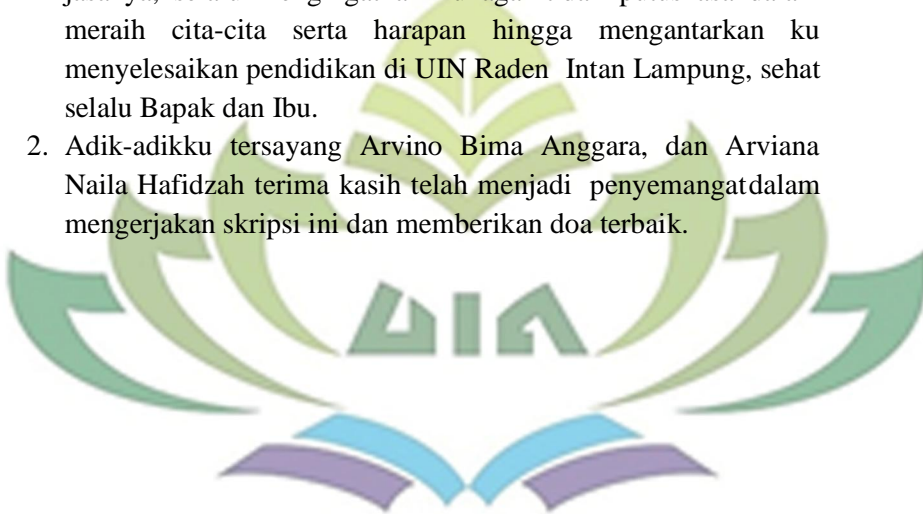 meraih cita-cita serta harapan hingga mengantarkan ku
menyelesaikan pendidikan di UIN Raden Intan Lampung, sehat
selalu Bapak dan Ibu.
2. Adik-adikku tersayang Arvino Bima Anggara, dan Arviana
Naila Hafidzah terima kasih telah menjadi penyemangatdalam
mengerjakan skripsi ini dan memberikan doa terbaik.
UIN